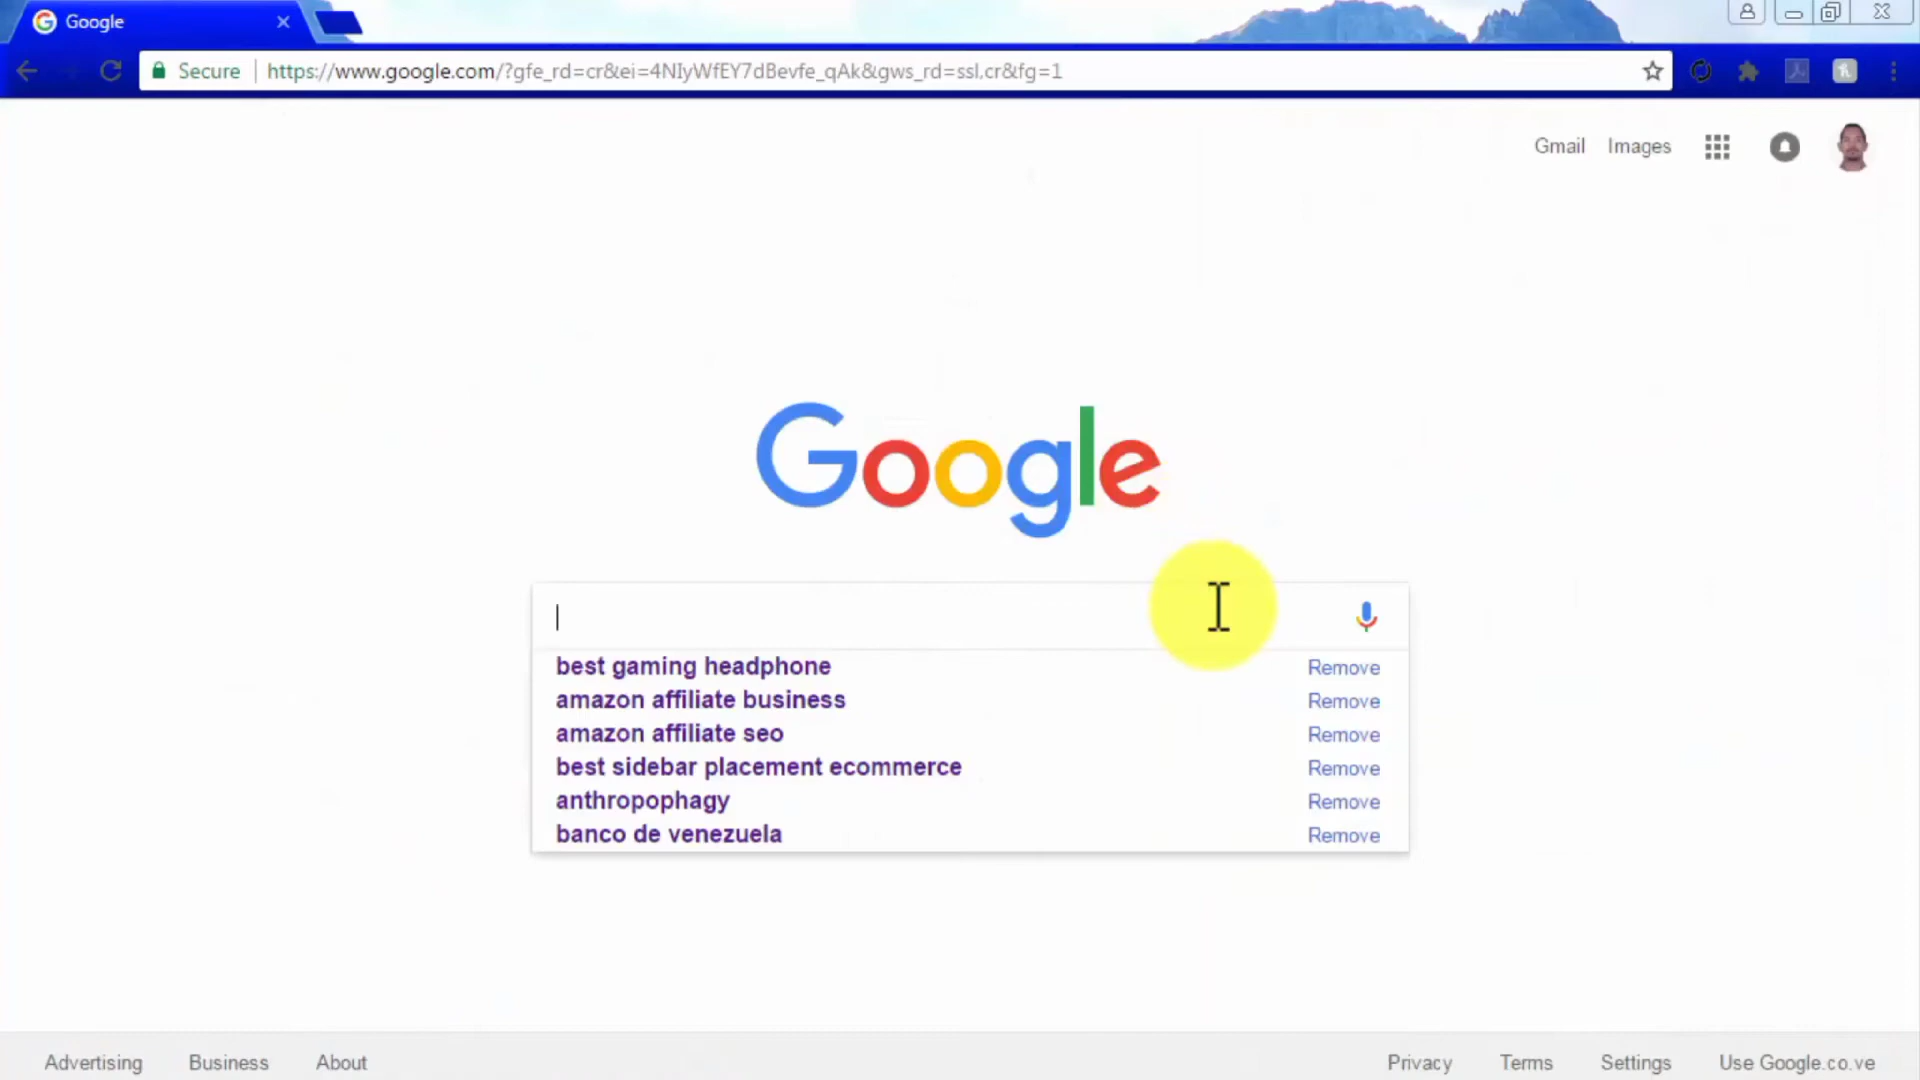 Google
Secure https://www.google.com/?gfe_rd=cr&ei=4NIyWfEY7dBevfe_qAk&gws_rd=ssl,cr&fg=1
Gmail Images
Google
best gaming headphone Remove
amazon affiliate business Remove
amazon affiliate seo Remove
best sidebar placement ecommerce Remove
anthropophagy Remove
banco de venezuela Remove
Advertising Business About Privacy Terms Settings Use Google.co.ve